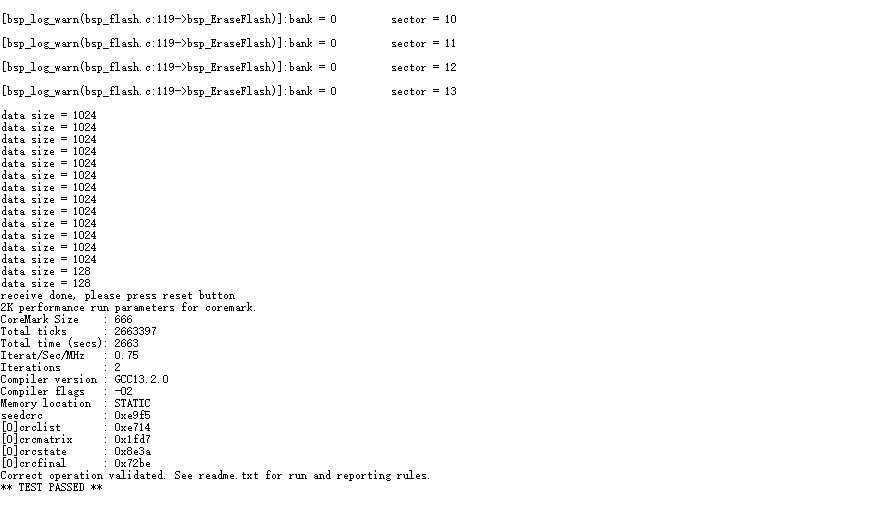 [bsp_log_warn(bsp_flash.c:119->bsp_EraseFlash)]:bank = 0 sector = 10
[bsp_log_warn(bsp_flash.c:119->bsp_EraseFlash)]:bank = 0 sector = 11
[bsp_log_warn(bsp_flash.c:119->bsp_EraseFlash)]:bank = 0 sector = 12
[bsp_log_warn(bsp_flash.c:119->bsp_EraseFlash)]:bank = 0 sector = 13
data size = 1024
data size = 1024
data size = 1024
data size = 1024
data size = 1024
data size = 1024
data size = 1024
data size = 1024
data size = 1024
data size = 1024
data size = 1024
data size = 1024
data size = 1024
data size = 128
data size = 128
receive done, please press reset button
2K performance run parameters for coremark.
CoreMark Size : 666
Total ticks : 2663397
Total time (secs): 2663
Iterat/Sec/MHz : 0.75
Iterations : 2
Compiler version : GCC13.2.0
Compiler flags : -O2
Memory location : STATIC
seedcrc : 0xe9f5
[0]crclist : 0xe714
[0]crcmatrix : 0x1fd7
[0]crcstate : 0x8e3a
[0]crcfinal : 0x72be
Correct operation validated. See readme.txt for run and reporting rules.
** TEST PASSED **